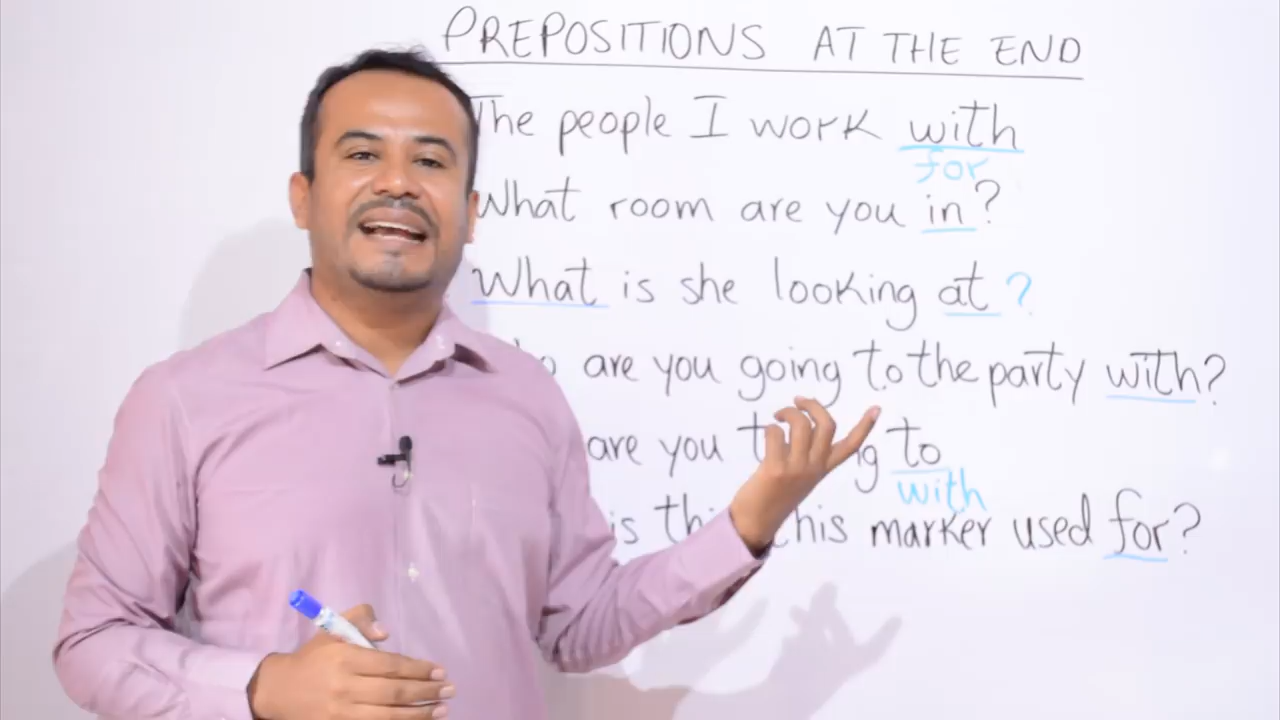 PREPOSITIONS AT THE END
The people I work with
for
What room are you in?
What is she looking at ?
are you going to the party with?
are you to
with
is this marker used for?